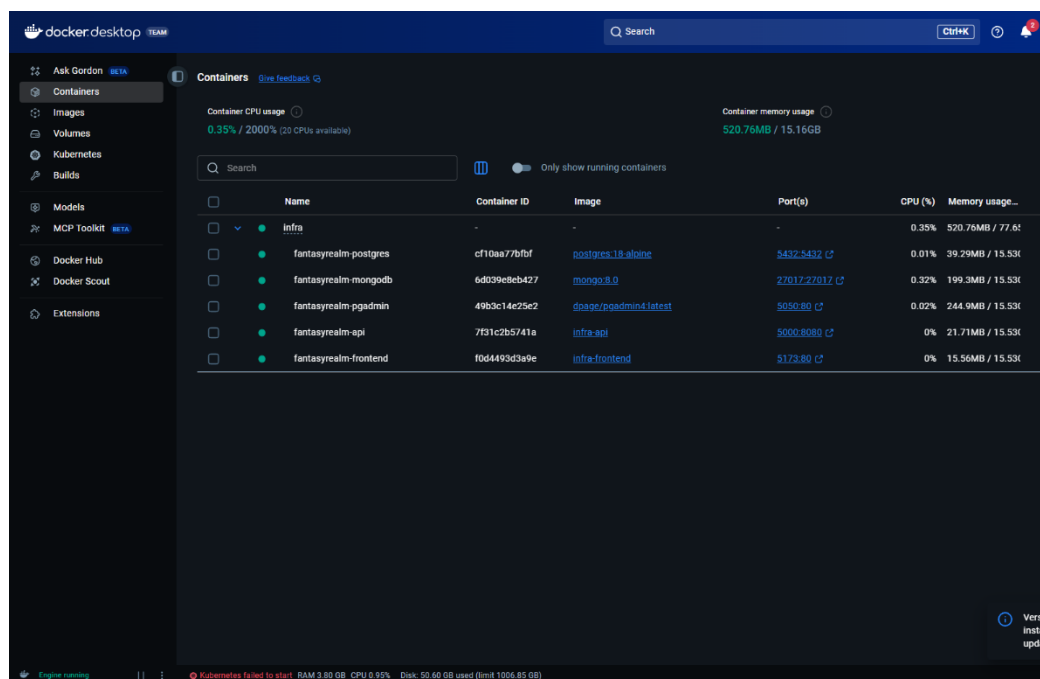 docker.desktop TEAM
Search
Ctrl+K
2
Ask Gordon BETA
Containers
Images
Volumes
Kubernetes
Builds
Models
MCP Toolkit BETA
Docker Hub
Docker Scout
Extensions
Containers Give feedback
Container CPU usage
0.35% / 2000% (20 CPUs available)
Container memory usage
520.76MB / 15.16GB
Search
Only show running containers
Name Container ID Image Port(s) CPU (%) Memory usage...
infra - - - 0.35% 520.76MB / 77.65
fantasyrealm-postgres cf10aa77bfbf postgres:18-alpine 5432:5432 0.01% 39.29MB / 15.53
fantasyrealm-mongodb 6d039e8eb427 mongo:8.0 27017:27017 0.32% 199.3MB / 15.53
fantasyrealm-pgadmin 49b3c14e25e2 dpage/pgadmin4:latest 5050:80 0.02% 244.9MB / 15.53
fantasyrealm-api 7f31c2b5741a infra-api 5000:8080 0% 21.71MB / 15.53
fantasyrealm-frontend f0d4493d3a9e infra-frontend 5173:80 0% 15.56MB / 15.53
Vers
inst
upd
Engine running
Kubernetes failed to start RAM 3.80 GB CPU 0.95% Disk: 50.60 GB used (limit 1006.85 GB)